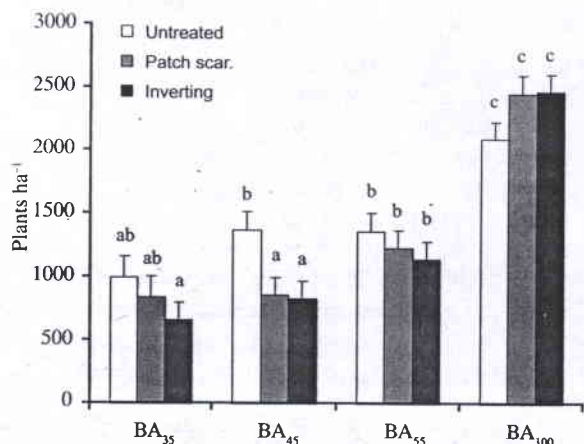 3000
2500
2000
1500
1000
500
0
Plants ha⁻¹
Untreated
Patch scar.
Inverting
ab
ab
a
b
a
a
b
b
b
c
c
c
BA₃₅
BA₄₅
BA₅₅
BA₁₀₀